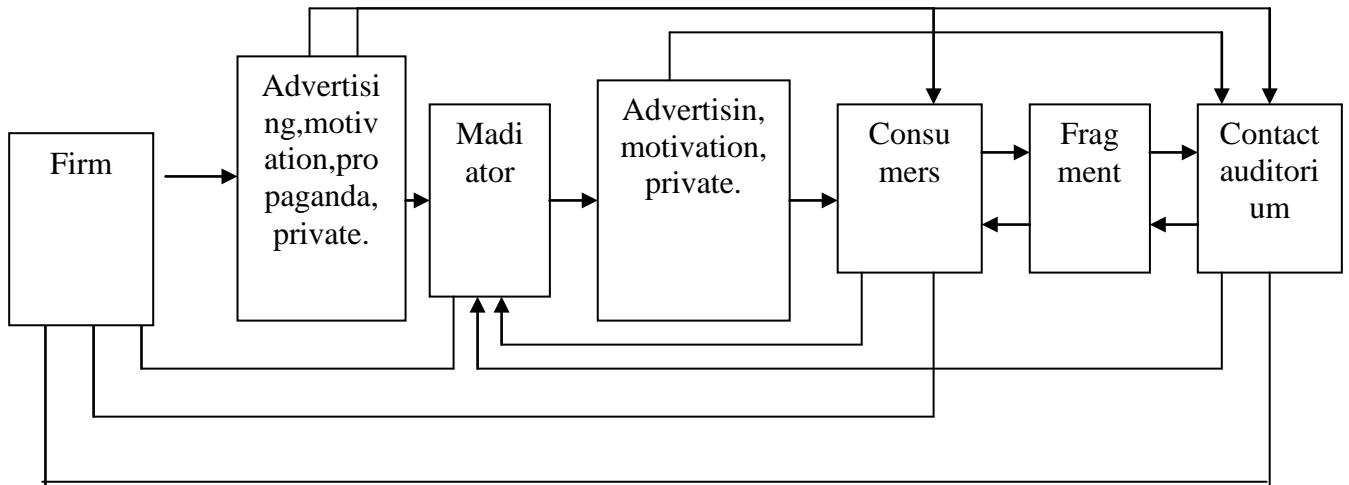 Firm
Advertisi
ng,motiv
ation,pro
paganda,
private.
Madi
ator
Advertisin,
motivation,
private.
Consu
mers
Frag
ment
Contact
auditori
um